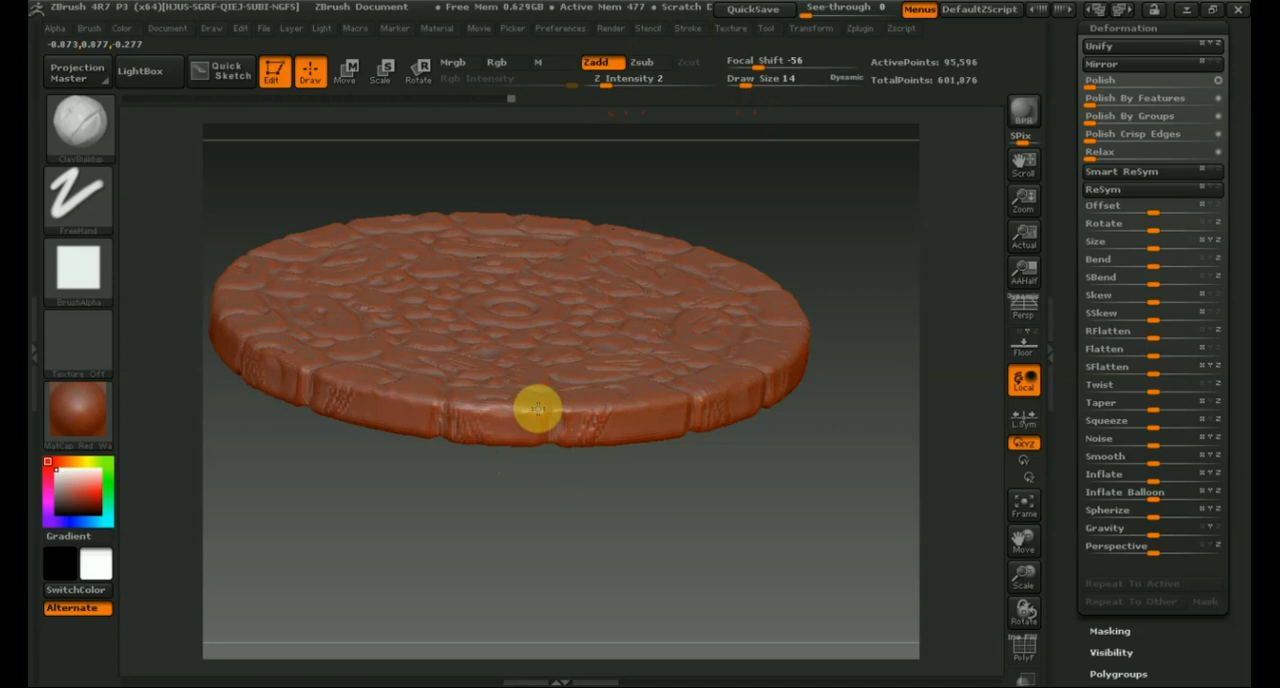 ZBrush 4R7 P3 (x64)[HJUS-SGRF-QIEJ-SUBI-NGFS] ZBrush Document • Free Mem 0.629GB • Active Mem 477 • Scratch D QuickSave See-through 0 Menus DefaultZScript
Alpha Brush Color Document Draw Edit File Layer Light Macro Marker Material Movie Picker Preferences Render Stencil Stroke Texture Tool Transform Zplugin Zscript
-0.873,0.877,-0.277
Projection Master
LightBox
Quick Sketch
Edit
Draw
Move
Scale
Rotate
Mrgb Rgb M
Rgb Intensity
Zadd Zsub Zcut
Z Intensity 2
Focal Shift -56
Draw Size 14
Dynamic
ActivePoints: 95,596
TotalPoints: 601,876
ClayBuildup
FreeHand
BrushAlpha
Texture Off
MatCap Red Wa
Gradient
SwitchColor
Alternate
BPR
SPix
Scroll
Zoom
Actual
AAHalf
Dynamic
Persp
Floor
Local
L.Sym
XYZ
Frame
Move
Scale
Rotate
PolyF
Deformation
Unify
Mirror
Polish
Polish By Features
Polish By Groups
Polish Crisp Edges
Relax
Smart ReSym
ReSym
Offset
Rotate
Size
Bend
SBend
Skew
SSkew
RFlatten
Flatten
SFlatten
Twist
Taper
Squeeze
Noise
Smooth
Inflate
Inflate Balloon
Spherize
Gravity
Perspective
Repeat To Active
Repeat To Other Mask
Masking
Visibility
Polygroups